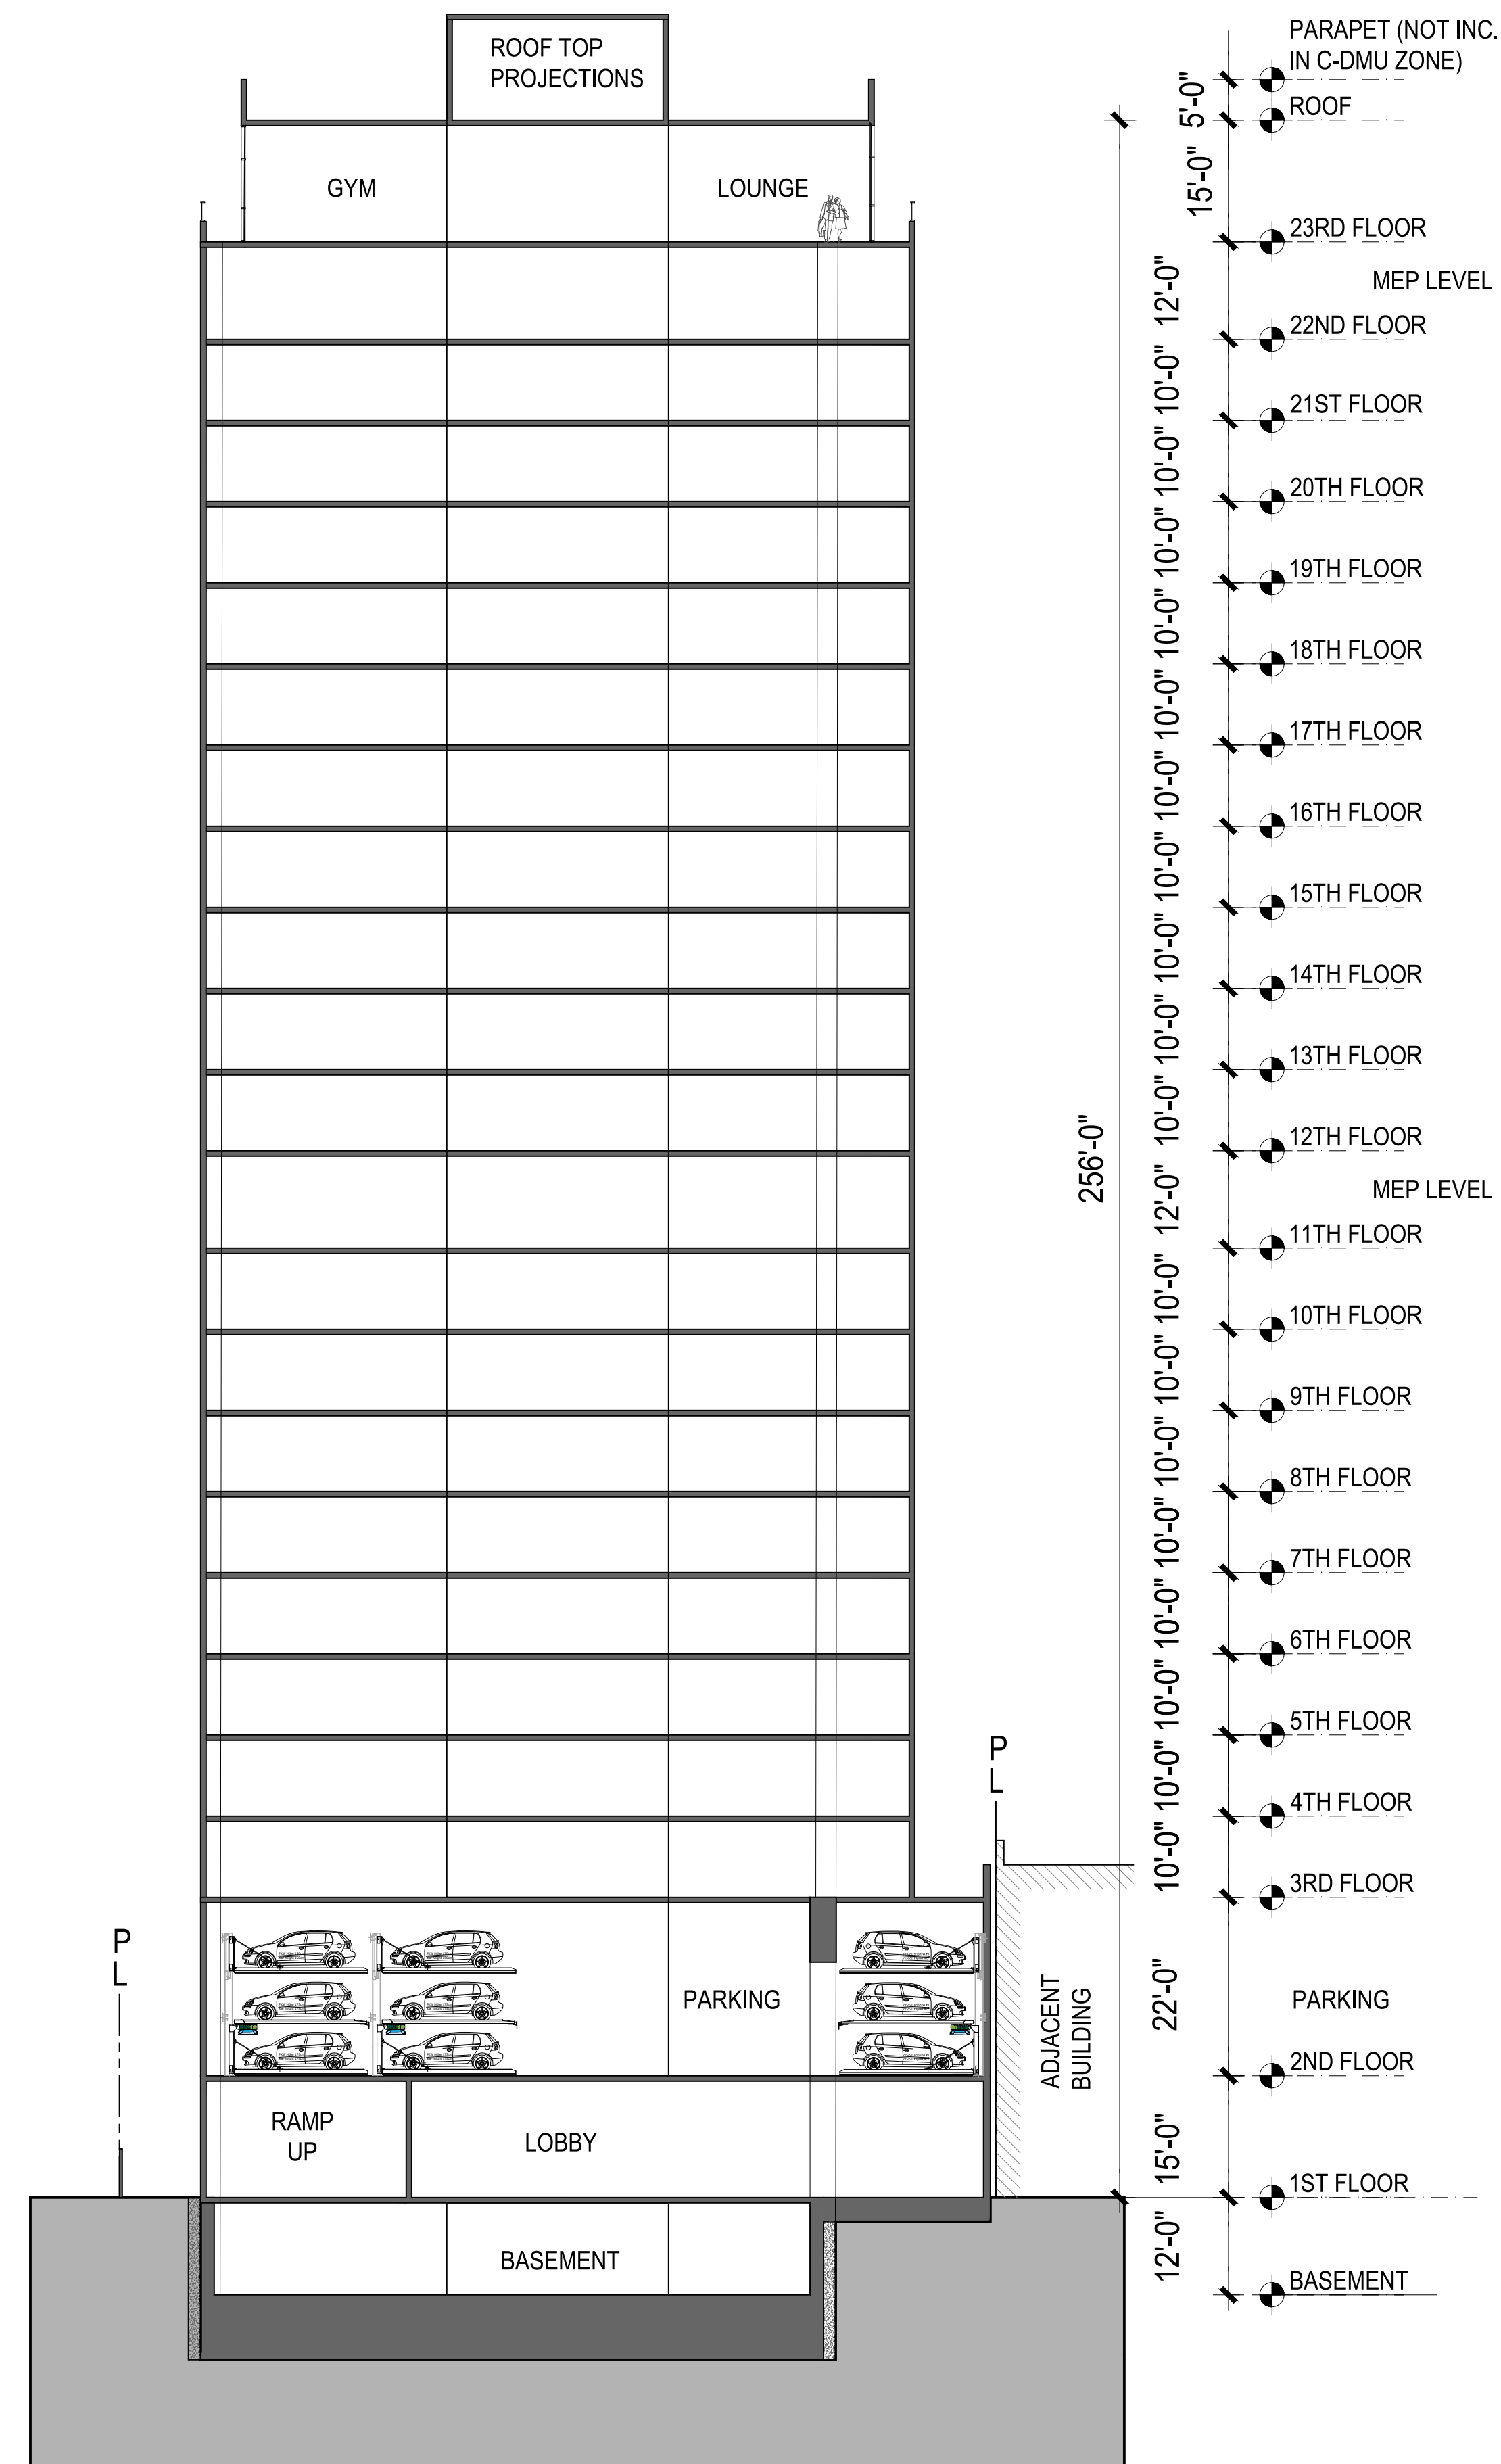 PARAPET (NOT INC.
IN C-DMU ZONE)
ROOF TOP
PROJECTIONS
5'-0"
ROOF
GYM
LOUNGE
15'-0"
23RD FLOOR
12'-0"
MEP LEVEL
22ND FLOOR
10'-0"
21ST FLOOR
10'-0"
20TH FLOOR
10'-0"
19TH FLOOR
10'-0"
18TH FLOOR
10'-0"
17TH FLOOR
10'-0"
16TH FLOOR
10'-0"
15TH FLOOR
10'-0"
14TH FLOOR
10'-0"
13TH FLOOR
10'-0"
12TH FLOOR
256'-0"
12'-0"
MEP LEVEL
11TH FLOOR
10'-0"
10TH FLOOR
10'-0"
9TH FLOOR
10'-0"
8TH FLOOR
10'-0"
7TH FLOOR
10'-0"
6TH FLOOR
10'-0"
5TH FLOOR
P
L
10'-0"
4TH FLOOR
10'-0"
3RD FLOOR
P
L
PARKING
ADJACENT
BUILDING
22'-0"
PARKING
2ND FLOOR
RAMP
UP
LOBBY
15'-0"
1ST FLOOR
BASEMENT
12'-0"
BASEMENT